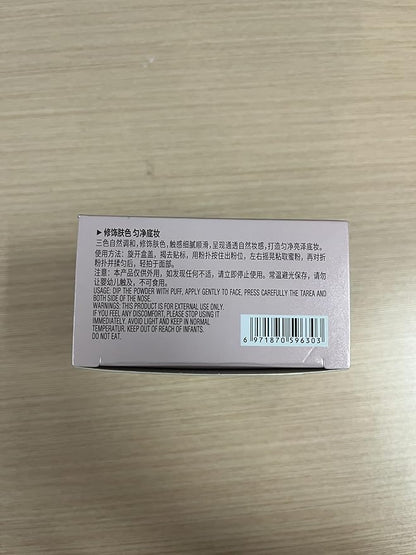 ▶修饰肤色 匀净底妆
三色自然调和,修饰肤色,触感细腻顺滑,呈现通透自然妆感,打造匀净亮泽底妆。
使用方法：旋开盒盖，揭去贴标，用粉扑按住出粉位，左右摇晃粘取蜜粉，再对折
粉扑并揉匀后，轻拍于面部。
注意：本产品仅供外用，如发现任何不适，请立即停止使用。常温避光保存，请勿
让婴幼儿触及，不可食用。
USAGE: DIP THE POWDER WITH PUFF, APPLY GENTLY TO FACE, PRESS CAREFULLY THE TAREA AND
BOTH SIDE OF THE NOSE.
WARNINGS: THIS PRODUCT IS FOR EXTERNAL USE ONLY.
IF YOU FEEL ANY DISCOMFORT, PLEASE STOP USING IT
IMMEDIATELY. AVOID LIGHT AND KEEP IN NORMAL
TEMPERATUR. KEEP OUT OF REACH OF INFANTS.
DO NOT EAT.
6 971870 596303